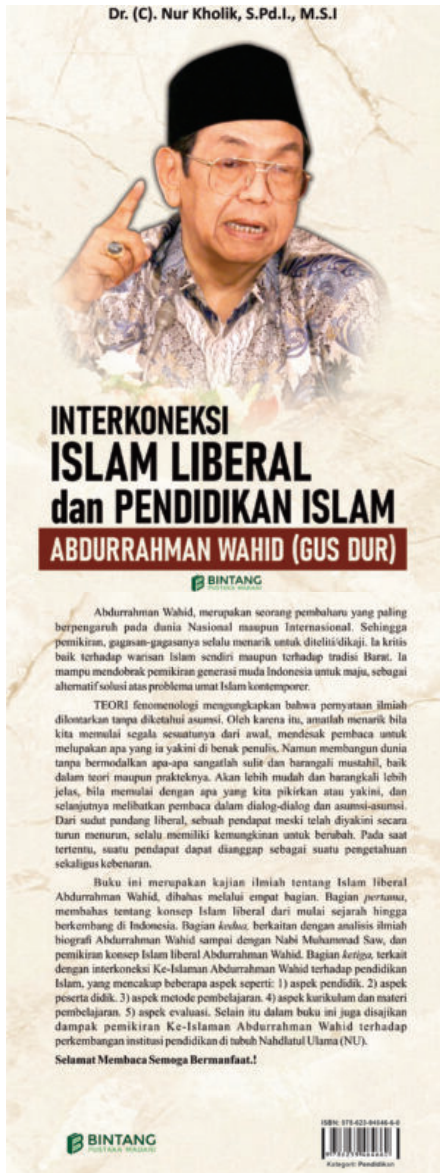 Dr. (C). Nur Kholik, S.Pd.I., M.S.I
INTERKONEKSI
ISLAM LIBERAL
dan PENDIDIKAN ISLAM
ABDURRAHMAN WAHID (GUS DUR)
BINTANG
PUSTAKA MADANI
Abdurrahman Wahid, merupakan seorang pembaharu yang paling
berpengaruh pada dunia Nasional maupun Internasional. Sehingga
pemikiran, gagasan-gagasanya selalu menarik untuk diteliti/dikaji. Ia kritis
baik terhadap warisan Islam sendiri maupun terhadap tradisi Barat. Ia
mampu mendobrak pemikiran generasi muda Indonesia untuk maju, sebagai
alternatif solusi atas problema umat Islam kontemporer.
TEORI fenomenologi mengungkapkan bahwa pernyataan ilmiah
dilontarkan tanpa diketahui asumsi. Oleh karena itu, amatlah menarik bila
kita memulai segala sesuatunya dari awal, mendesak pembaca untuk
melupakan apa yang ia yakini di benak penulis. Namun membangun dunia
tanpa bermodalkan apa-apa sangatlah sulit dan barangali mustahil, baik
dalam teori maupun prakteknya. Akan lebih mudah dan barangkali lebih
jelas, bila memulai dengan apa yang kita pikirkan atau yakini, dan
selanjutnya melibatkan pembaca dalam dialog-dialog dan asumsi-asumsi.
Dari sudut pandang liberal, sebuah pendapat meski telah diyakini secara
turun menurun, selalu memiliki kemungkinan untuk berubah. Pada saat
tertentu, suatu pendapat dapat dianggap sebagai suatu pengetahuan
sekaligus kebenaran.
Buku ini merupakan kajian ilmiah tentang Islam liberal
Abdurrahman Wahid, dibahas melalui empat bagian. Bagian pertama,
membahas tentang konsep Islam liberal dari mulai sejarah hingga
berkembang di Indonesia. Bagian kedua, berkaitan dengan analisis ilmiah
biografi Abdurrahman Wahid sampai dengan Nabi Muhammad Saw, dan
pemikiran konsep Islam liberal Abdurrahman Wahid. Bagian ketiga, terkait
dengan interkoneksi Ke-Islaman Abdurrahman Wahid terhadap pendidikan
Islam, yang mencakup beberapa aspek seperti: 1) aspek pendidik. 2) aspek
peserta didik. 3) aspek metode pembelajaran. 4) aspek kurikulum dan materi
pembelajaran. 5) aspek evaluasi. Selain itu dalam buku ini juga disajikan
dampak pemikiran Ke-Islaman Abdurrahman Wahid terhadap
perkembangan institusi pendidikan di tubuh Nahdlatul Ulama (NU).
Selamat Membaca Semoga Bermanfaat.!
BINTANG
PUSTAKA MADANI
ISBN:
Kategori: Pendidikan